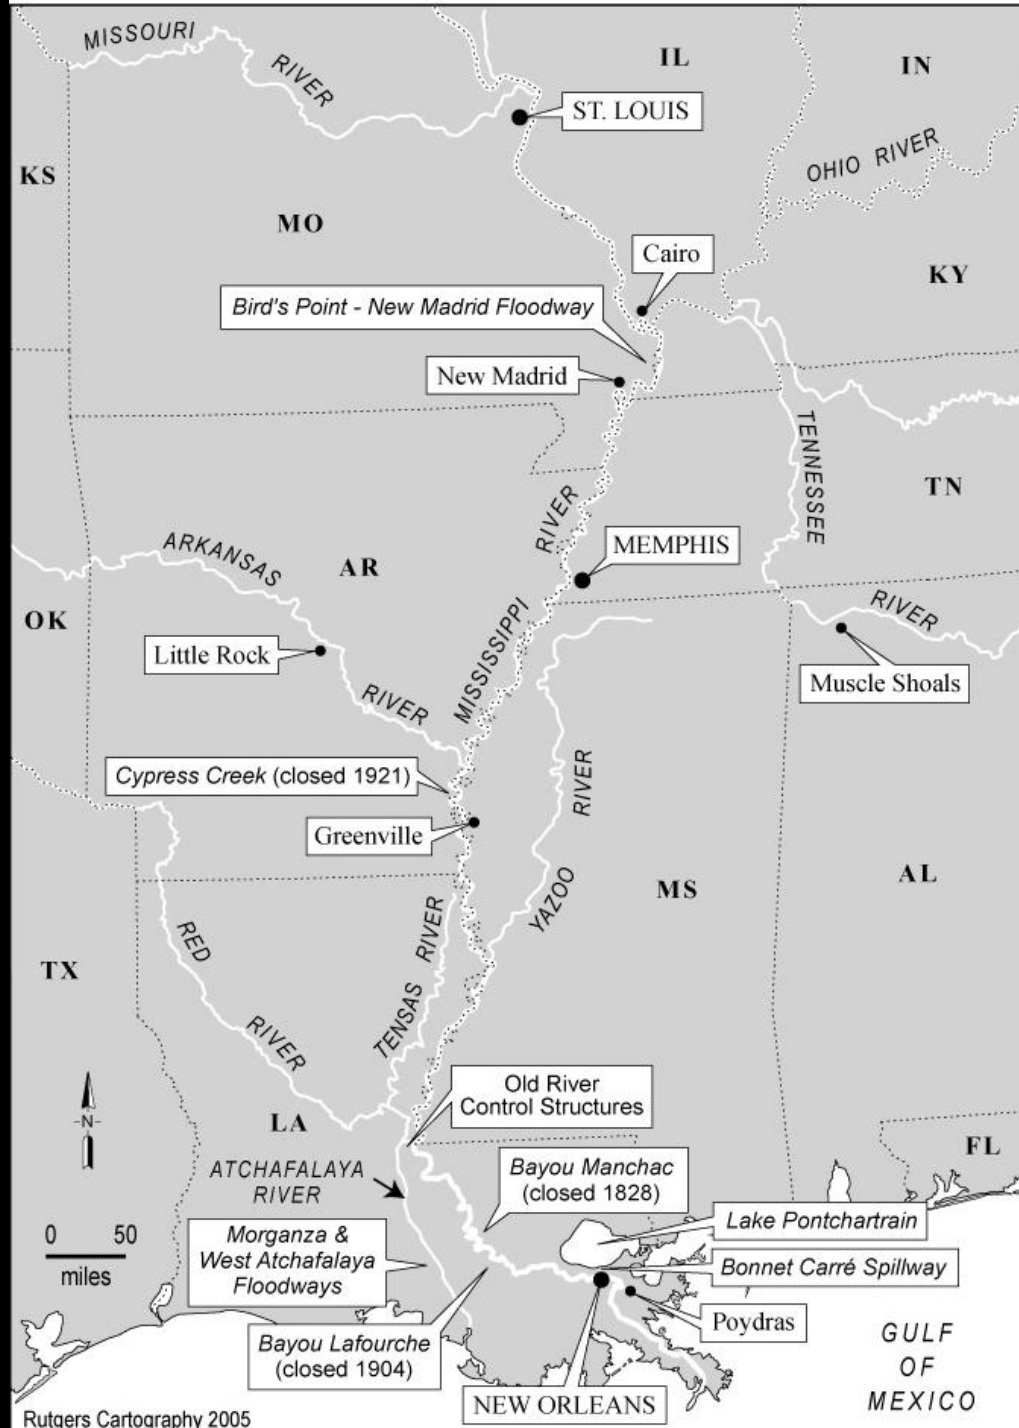 MISSOURI
RIVER
IL
IN
ST. LOUIS
OHIO RIVER
KS
MO
Cairo
KY
Bird's Point - New Madrid Floodway
New Madrid
TENNESSEE
RIVER
TN
ARKANSAS
RIVER
AR
MISSISSIPPI
RIVER
MEMPHIS
OK
Little Rock
Muscle Shoals
Cypress Creek (closed 1921)
Greenville
YAZOO
RIVER
MS
AL
RED
RIVER
TX
TENSAS RIVER
Old River
Control Structures
N
LA
FL
ATCHAFALAYA
RIVER
Bayou Manchac
(closed 1828)
0 50
miles
Morganza &
West Atchafalaya
Floodways
Lake Pontchartrain
Bonnet Carré Spillway
Poydras
Bayou Lafourche
(closed 1904)
NEW ORLEANS
GULF
OF
MEXICO
Rutgers Cartography 2005